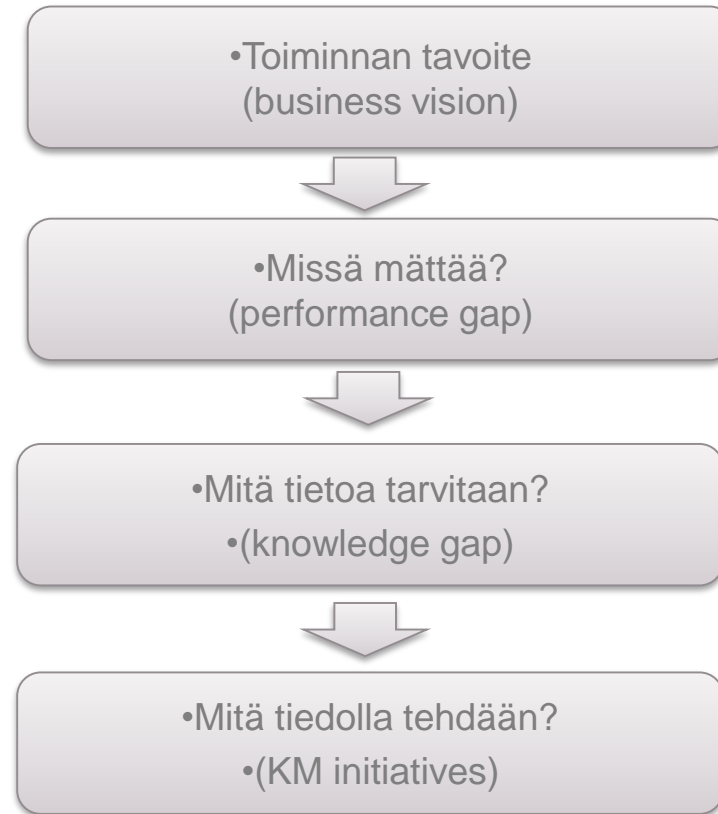 •Toiminnan tavoite
(business vision)
•Missä mättää?
(performance gap)
•Mitä tietoa tarvitaan?
•(knowledge gap)
•Mitä tiedolla tehdään?
•(KM initiatives)